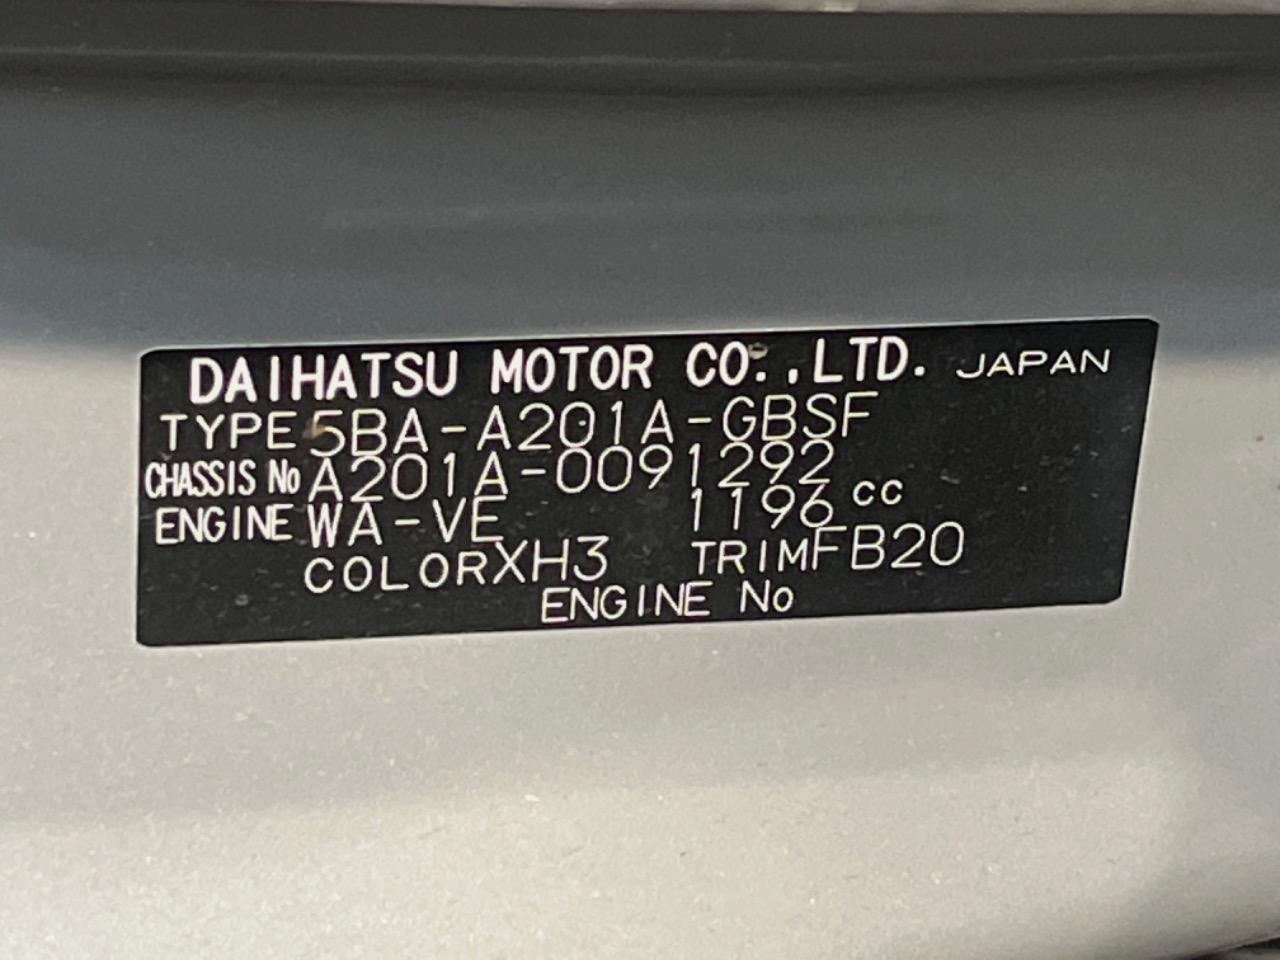 DAIHATSU MOTOR CO.,LTD. JAPAN
TYPE 5BA-A201A-GBSF
CHASSIS No A201A-0091292
ENGINE WA-VE 1196 cc
COLOR XH3 TRIM FB20
ENGINE No